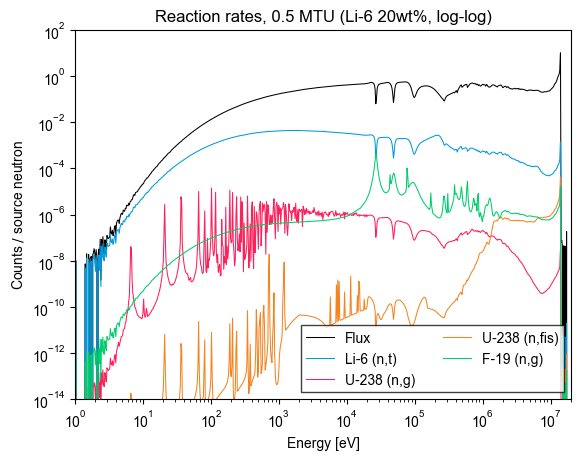 Reaction rates, 0.5 MTU (Li-6 20wt%, log-log)
Counts / source neutron
10^2
10^0
10^−2
10^−4
10^−6
10^−8
10^−10
10^−12
10^−14
10^0 10^1 10^2 10^3 10^4 10^5 10^6 10^7
Energy [eV]
Flux
Li-6 (n,t)
U-238 (n,g)
U-238 (n,fis)
F-19 (n,g)